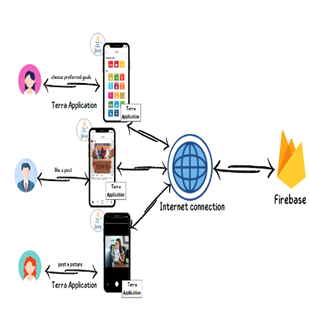 choose preferred goals
Terra Application
Terra
Application
like a post
Terra
Application
Internet connection
Firebase
post a picture
Terra Application
Terra
Application